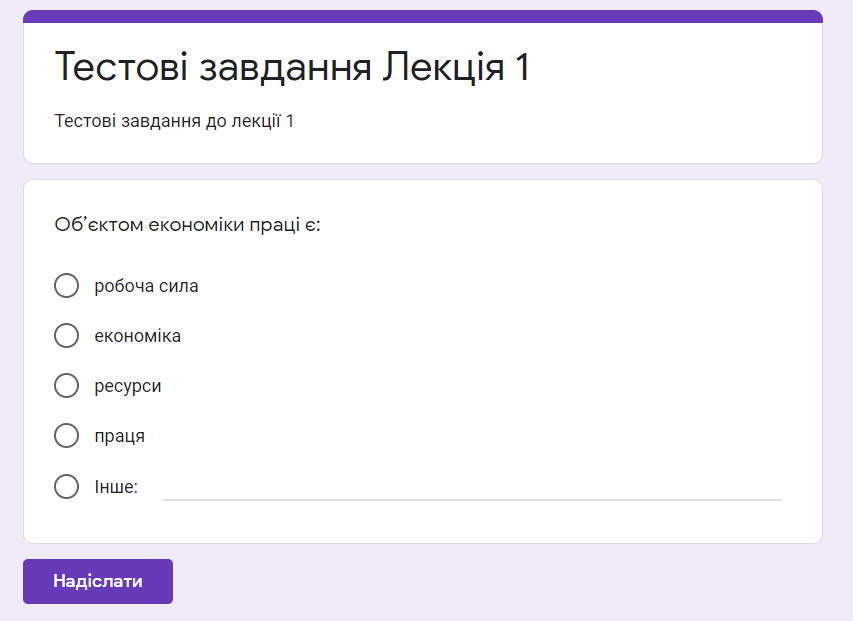 Тестові завдання Лекція 1
Тестові завдання до лекції 1
Об’єктом економіки праці є:
робоча сила
економіка
ресурси
праця
Інше:
Надіслати